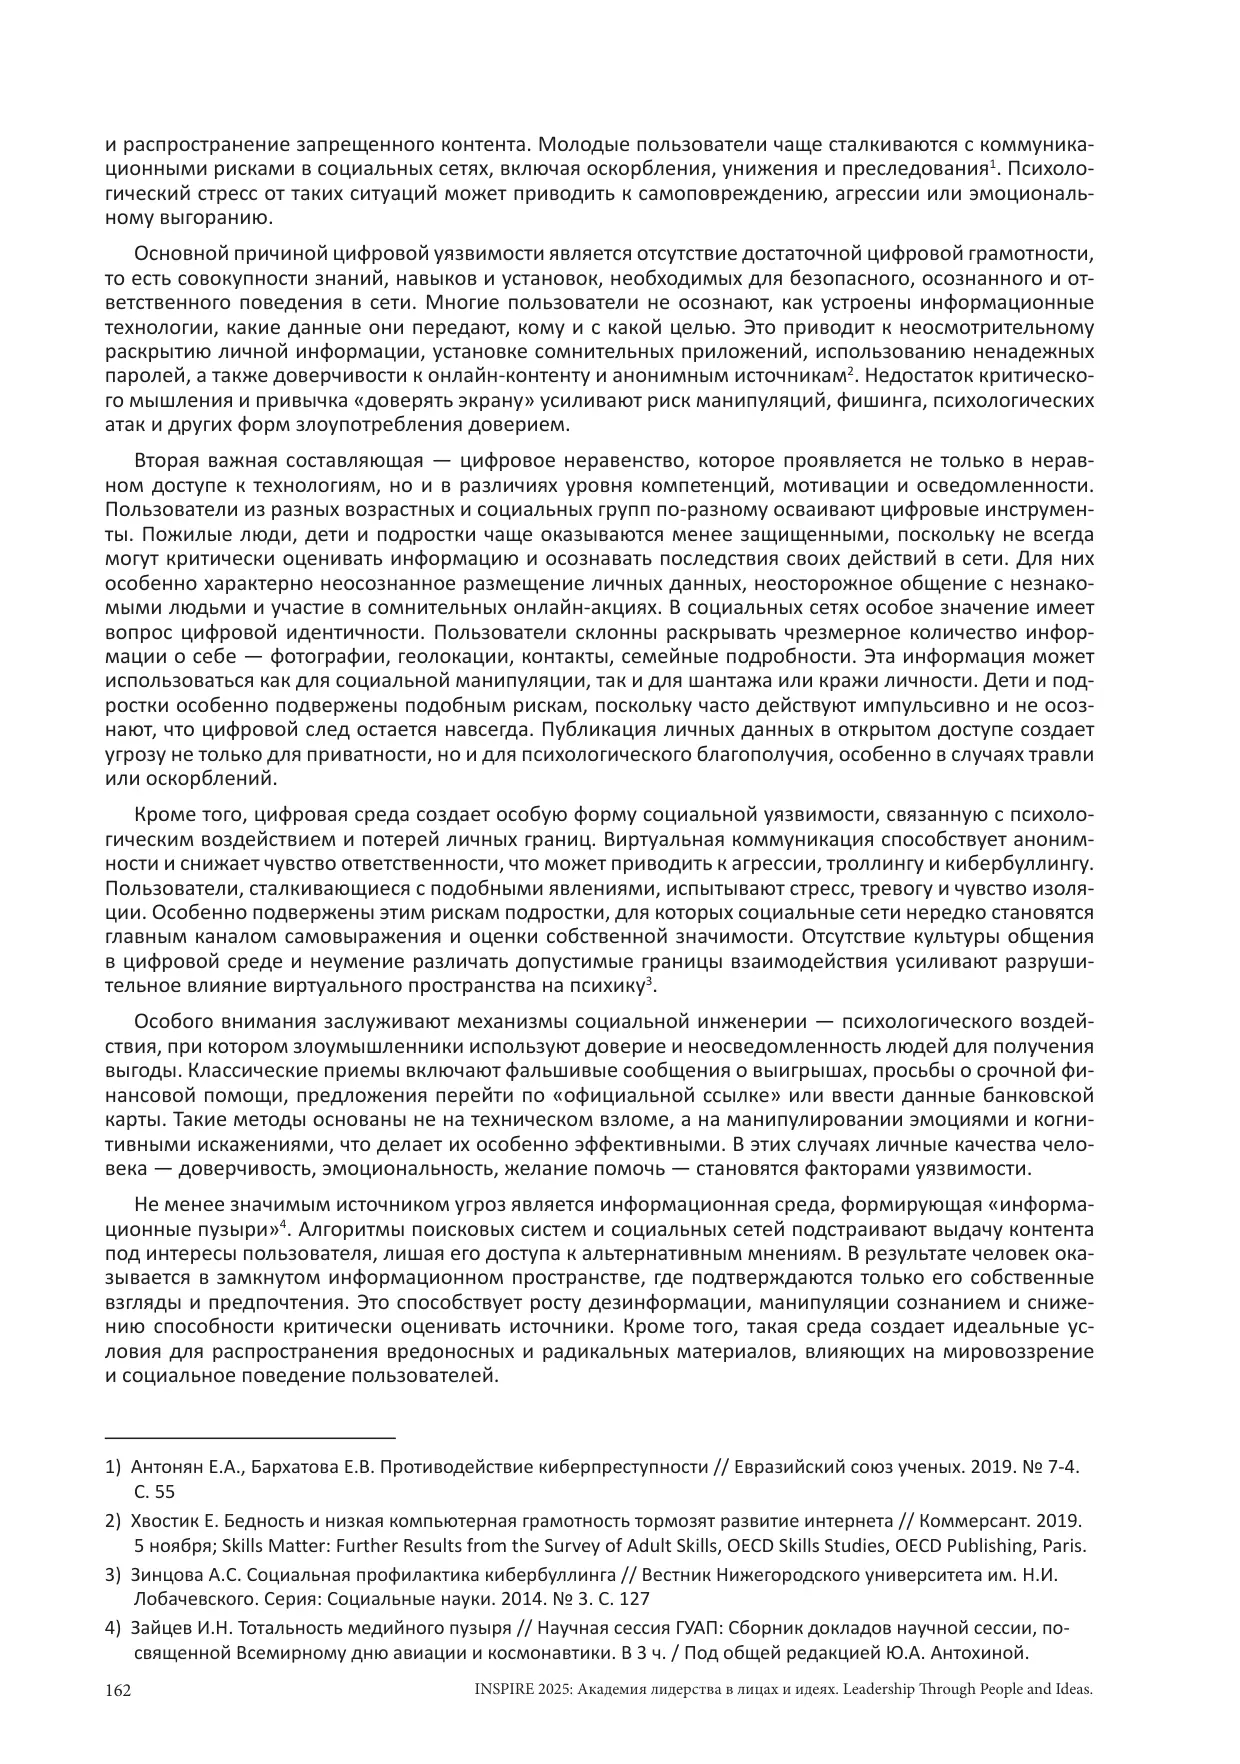 и распространение запрещенного контента. Молодые пользователи чаще сталкиваются с коммуника-
ционными рисками в социальных сетях, включая оскорбления, унижения и преследования¹. Психоло-
гический стресс от таких ситуаций может приводить к самоповреждению, агрессии или эмоциональ-
ному выгоранию.
Основной причиной цифровой уязвимости является отсутствие достаточной цифровой грамотности,
то есть совокупности знаний, навыков и установок, необходимых для безопасного, осознанного и от-
ветственного поведения в сети. Многие пользователи не осознают, как устроены информационные
технологии, какие данные они передают, кому и с какой целью. Это приводит к неосмотрительному
раскрытию личной информации, установке сомнительных приложений, использованию ненадежных
паролей, а также доверчивости к онлайн-контенту и анонимным источникам². Недостаток критическо-
го мышления и привычка «доверять экрану» усиливают риск манипуляций, фишинга, психологических
атак и других форм злоупотребления доверием.
Вторая важная составляющая — цифровое неравенство, которое проявляется не только в нерав-
ном доступе к технологиям, но и в различиях уровня компетенций, мотивации и осведомленности.
Пользователи из разных возрастных и социальных групп по-разному осваивают цифровые инструмен-
ты. Пожилые люди, дети и подростки чаще оказываются менее защищенными, поскольку не всегда
могут критически оценивать информацию и осознавать последствия своих действий в сети. Для них
особенно характерно неосознанное размещение личных данных, неосторожное общение с незнако-
мыми людьми и участие в сомнительных онлайн-акциях. В социальных сетях особое значение имеет
вопрос цифровой идентичности. Пользователи склонны раскрывать чрезмерное количество инфор-
мации о себе — фотографии, геолокации, контакты, семейные подробности. Эта информация может
использоваться как для социальной манипуляции, так и для шантажа или кражи личности. Дети и под-
ростки особенно подвержены подобным рискам, поскольку часто действуют импульсивно и не осоз-
нают, что цифровой след остается навсегда. Публикация личных данных в открытом доступе создает
угрозу не только для приватности, но и для психологического благополучия, особенно в случаях травли
или оскорблений.
Кроме того, цифровая среда создает особую форму социальной уязвимости, связанную с психоло-
гическим воздействием и потерей личных границ. Виртуальная коммуникация способствует аноним-
ности и снижает чувство ответственности, что может приводить к агрессии, троллингу и кибербуллингу.
Пользователи, сталкивающиеся с подобными явлениями, испытывают стресс, тревогу и чувство изоля-
ции. Особенно подвержены этим рискам подростки, для которых социальные сети нередко становятся
главным каналом самовыражения и оценки собственной значимости. Отсутствие культуры общения
в цифровой среде и неумение различать допустимые границы взаимодействия усиливают разруши-
тельное влияние виртуального пространства на психику³.
Особого внимания заслуживают механизмы социальной инженерии — психологического воздей-
ствия, при котором злоумышленники используют доверие и неосведомленность людей для получения
выгоды. Классические приемы включают фальшивые сообщения о выигрышах, просьбы о срочной фи-
нансовой помощи, предложения перейти по «официальной ссылке» или ввести данные банковской
карты. Такие методы основаны не на техническом взломе, а на манипулировании эмоциями и когни-
тивными искажениями, что делает их особенно эффективными. В этих случаях личные качества чело-
века — доверчивость, эмоциональность, желание помочь — становятся факторами уязвимости.
Не менее значимым источником угроз является информационная среда, формирующая «информа-
ционные пузыри»⁴. Алгоритмы поисковых систем и социальных сетей подстраивают выдачу контента
под интересы пользователя, лишая его доступа к альтернативным мнениям. В результате человек ока-
зывается в замкнутом информационном пространстве, где подтверждаются только его собственные
взгляды и предпочтения. Это способствует росту дезинформации, манипуляции сознанием и сниже-
нию способности критически оценивать источники. Кроме того, такая среда создает идеальные ус-
ловия для распространения вредоносных и радикальных материалов, влияющих на мировоззрение
и социальное поведение пользователей.
1) Антонян Е.А., Бархатова Е.В. Противодействие киберпреступности // Евразийский союз ученых. 2019. № 7-4.
С. 55
2) Хвостик Е. Бедность и низкая компьютерная грамотность тормозят развитие интернета // Коммерсант. 2019.
5 ноября; Skills Matter: Further Results from the Survey of Adult Skills, OECD Skills Studies, OECD Publishing, Paris.
3) Зинцова А.С. Социальная профилактика кибербуллинга // Вестник Нижегородского университета им. Н.И.
Лобачевского. Серия: Социальные науки. 2014. № 3. С. 127
4) Зайцев И.Н. Тотальность медийного пузыря // Научная сессия ГУАП: Сборник докладов научной сессии, по-
священной Всемирному дню авиации и космонавтики. В 3 ч. / Под общей редакцией Ю.А. Антохиной.
162 INSPIRE 2025: Академия лидерства в лицах и идеях. Leadership Through People and Ideas.